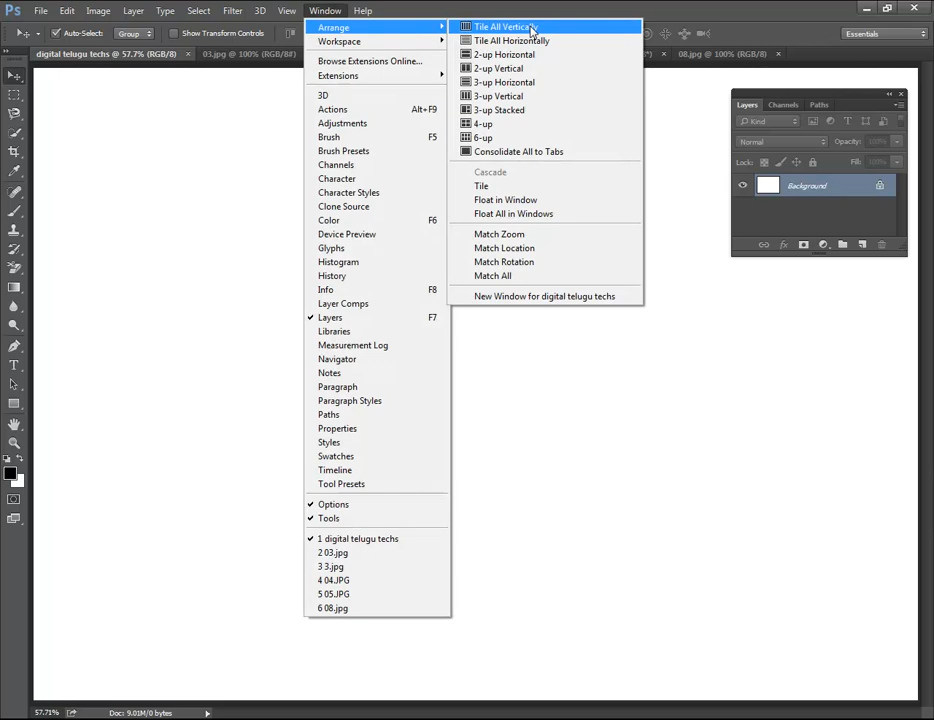 Ps File Edit Image Layer Type Select Filter 3D View Window Help
Auto-Select: Group Show Transform Controls Essentials
digital telugu techs @ 57.7% (RGB/8) × 03.jpg × 08.jpg @ 50% (RGB/8) ×
Arrange
Workspace
Browse Extensions Online...
Extensions
3D
Actions Alt+F9
Adjustments
Brush F5
Brush Presets
Channels
Character
Character Styles
Clone Source
Color F6
Device Preview
Glyphs
Histogram
History
Info F8
Layer Comps
Layers F7
Libraries
Measurement Log
Navigator
Notes
Paragraph
Paragraph Styles
Paths
Properties
Styles
Swatches
Timeline
Tool Presets
Options
Tools
1 digital telugu techs
2 03.jpg
3 3.jpg
4 04.JPG
5 05.JPG
6 08.jpg
Tile All Vertically
Tile All Horizontally
2-up Horizontal
2-up Vertical
3-up Horizontal
3-up Vertical
3-up Stacked
4-up
6-up
Consolidate All to Tabs
Cascade
Tile
Float in Window
Float All in Windows
Match Zoom
Match Location
Match Rotation
Match All
New Window for digital telugu techs
Layers Channels Paths
Kind
Normal Opacity: 100%
Lock: Fill: 100%
Background
57.71% Doc: 9.01M/0 bytes